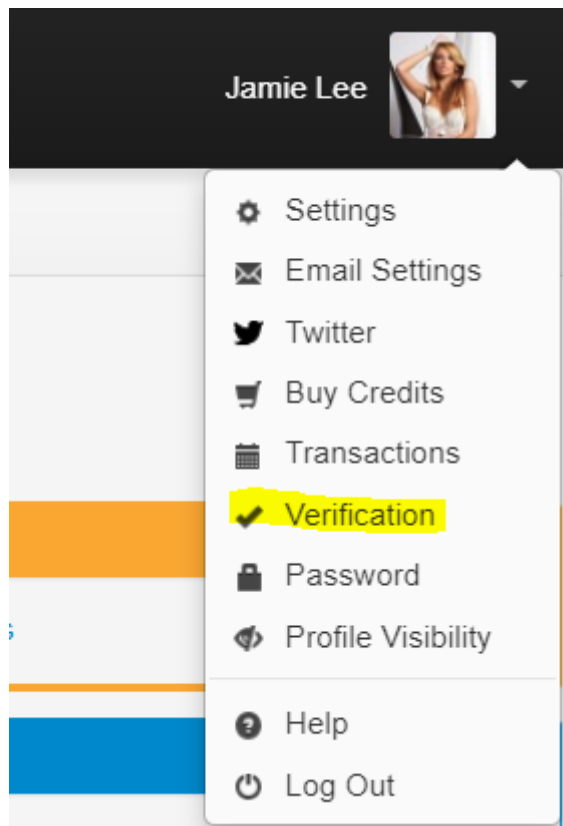 Jamie Lee
Settings
Email Settings
Twitter
Buy Credits
Transactions
Verification
Password
Profile Visibility
Help
Log Out